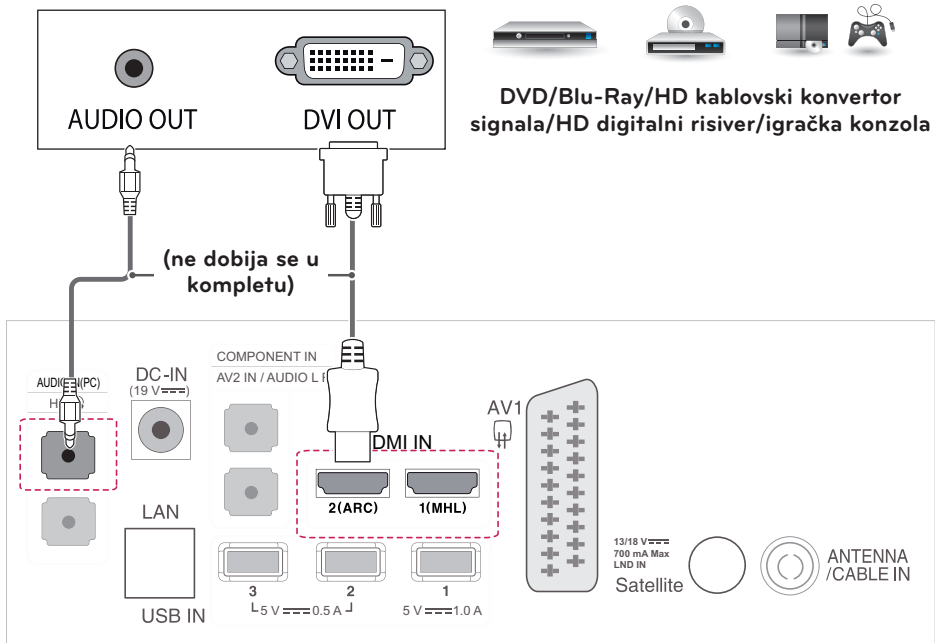 AUDIO OUT
DVI OUT
DVD/Blu-Ray/HD kablovski konvertor
signala/HD digitalni risiver/igračka konzola
(ne dobija se u
kompletu)
AUDIO (PC)
DC-IN
(19 V)
COMPONENT IN
AV2 IN / AUDIO L
AV1
DMI IN
2(ARC)
1(MHL)
LAN
USB IN
3
2
1
5 V 0.5 A
5 V 1.0 A
13/18 V
700 mA Max
LND IN
Satellite
ANTENNA
/CABLE IN